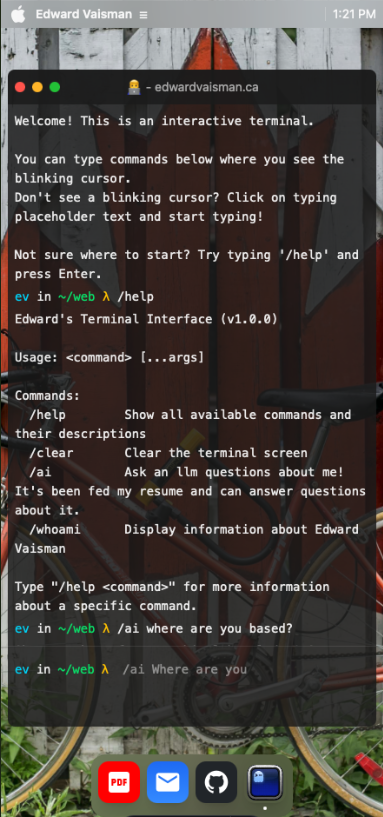 Edward Vaisman
1:21 PM
- edwardvaisman.ca
Welcome! This is an interactive terminal.
You can type commands below where you see the
blinking cursor.
Don't see a blinking cursor? Click on typing
placeholder text and start typing!
Not sure where to start? Try typing '/help' and
press Enter.
ev in ~/web λ /help
Edward's Terminal Interface (v1.0.0)
Usage: <command> [...args]
Commands:
/help Show all available commands and
their descriptions
/clear Clear the terminal screen
/ai Ask an llm questions about me!
It's been fed my resume and can answer questions
about it.
/whoami Display information about Edward
Vaisman
Type "/help <command>" for more information
about a specific command.
ev in ~/web λ /ai where are you based?
ev in ~/web λ /ai Where are you
PDF